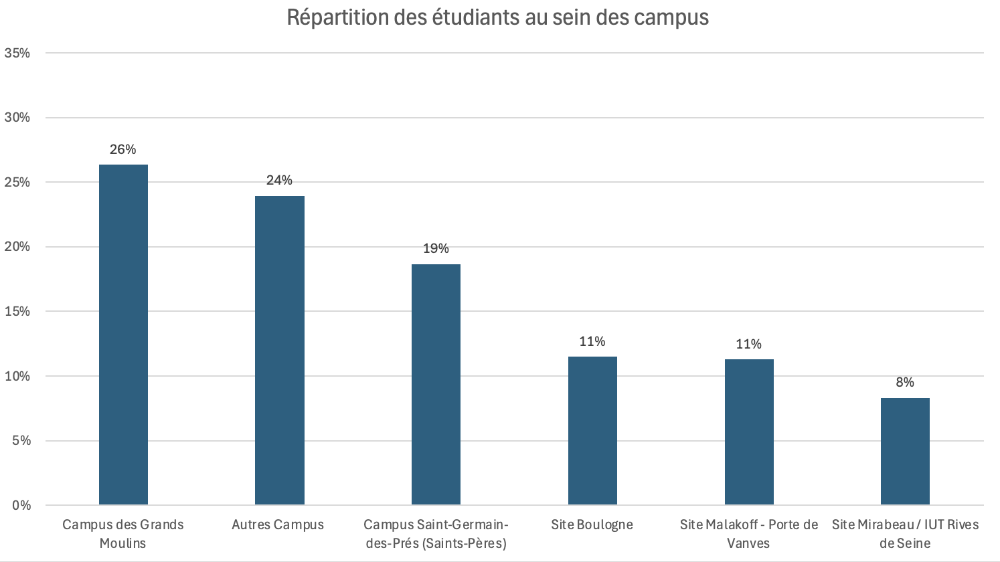 Répartition des étudiants au sein des campus
35%
30%
25%
20%
15%
10%
5%
0%
26%
24%
19%
11%
11%
8%
Campus des Grands
Moulins
Autres Campus
Campus Saint-Germain-
des-Prés (Saints-Pères)
Site Boulogne
Site Malakoff - Porte de
Vanves
Site Mirabeau / IUT Rives
de Seine